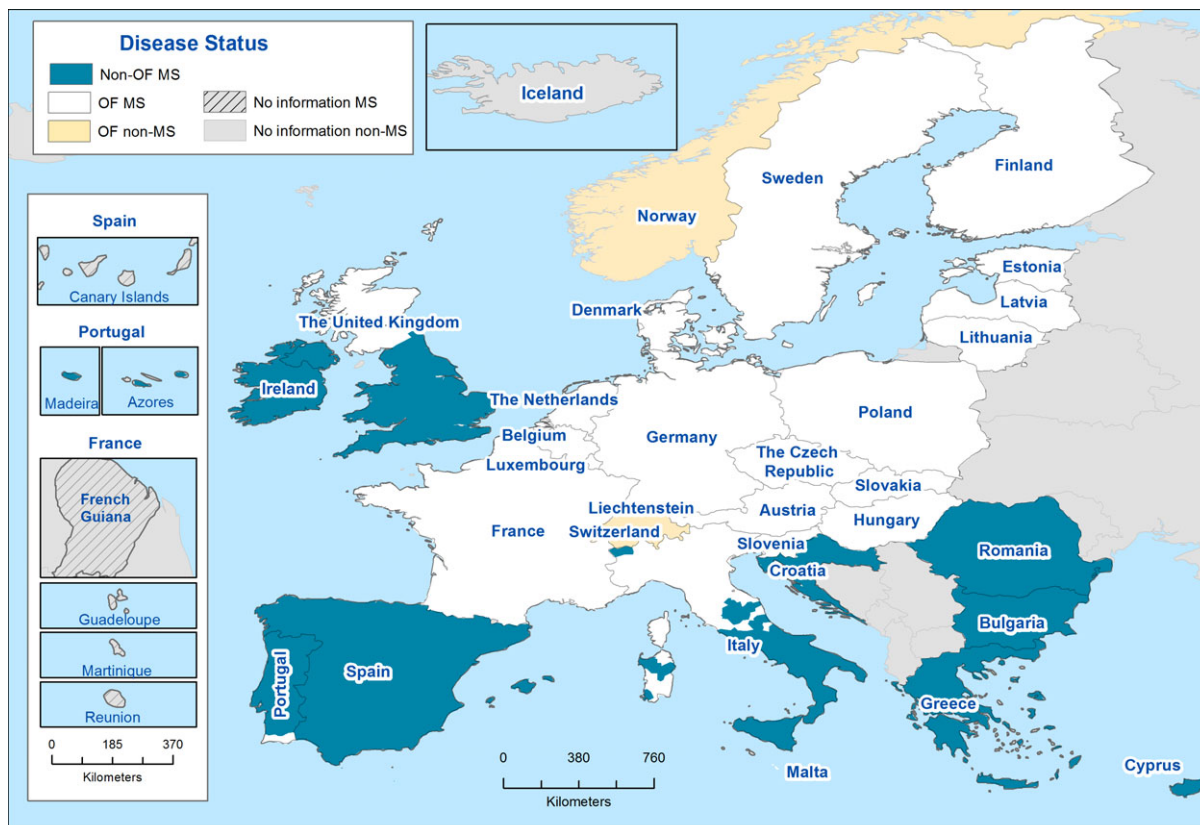 Disease Status
Non-OF MS
OF MS
No information MS
OF non-MS
No information non-MS
Iceland
Spain
Canary Islands
Portugal
Madeira
Azores
France
French
Guiana
Guadeloupe
Martinique
Reunion
0 185 370
Kilometers
Finland
Sweden
Norway
Estonia
Latvia
Lithuania
Denmark
The United Kingdom
Ireland
The Netherlands
Poland
Belgium
Germany
The Czech
Republic
Luxembourg
Slovakia
Liechtenstein
Austria
Hungary
France
Switzerland
Slovenia
Romania
Croatia
Bulgaria
Italy
Portugal
Spain
Greece
Malta
Cyprus
0 380 760
Kilometers